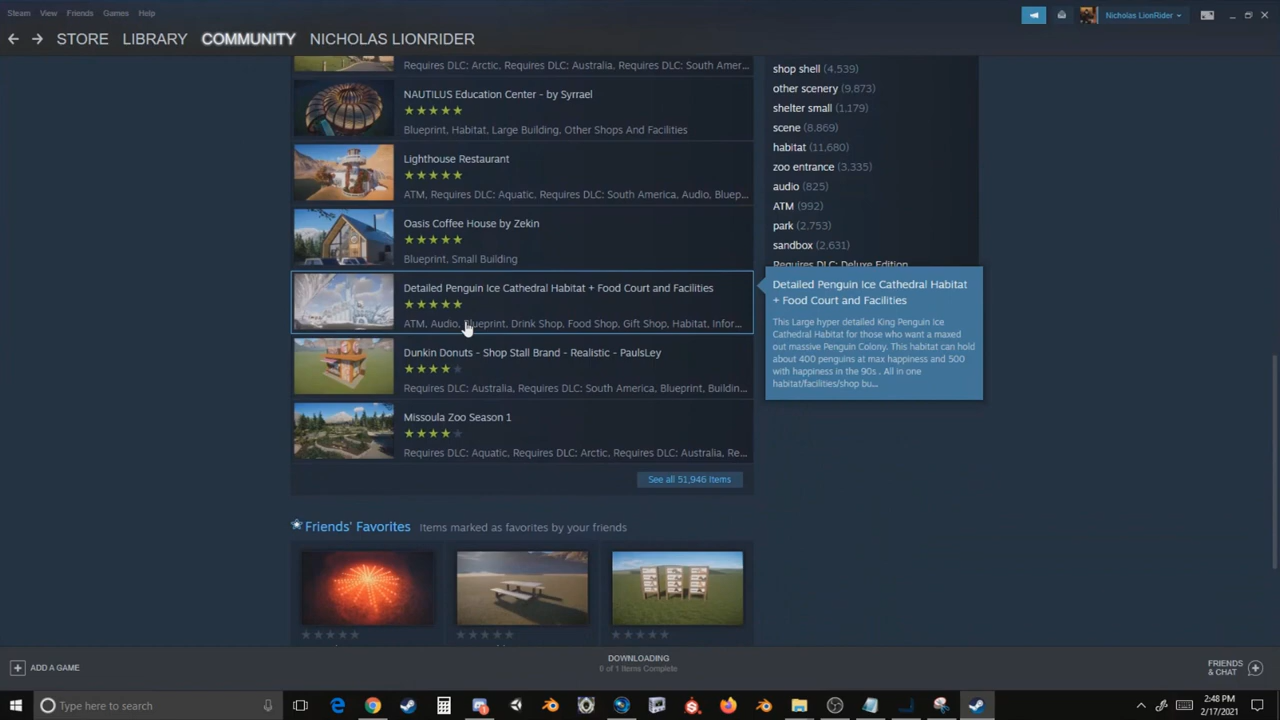 Steam View Friends Games Help
Nicholas LionRider
STORE LIBRARY COMMUNITY NICHOLAS LIONRIDER
Requires DLC: Arctic, Requires DLC: Australia, Requires DLC: South Amer...
NAUTILUS Education Center - by Syrrael
Blueprint, Habitat, Large Building, Other Shops And Facilities
Lighthouse Restaurant
ATM, Requires DLC: Aquatic, Requires DLC: South America, Audio, Bluep...
Oasis Coffee House by Zekin
Blueprint, Small Building
Detailed Penguin Ice Cathedral Habitat + Food Court and Facilities
ATM, Audio, Blueprint, Drink Shop, Food Shop, Gift Shop, Habitat, Infor...
Dunkin Donuts - Shop Stall Brand - Realistic - PaulsLey
Requires DLC: Australia, Requires DLC: South America, Blueprint, Buildin...
Missoula Zoo Season 1
Requires DLC: Aquatic, Requires DLC: Arctic, Requires DLC: Australia, Re...
See all 51,946 items
shop shell (4,539)
other scenery (9,873)
shelter small (1,179)
scene (8,869)
habitat (11,680)
zoo entrance (3,335)
audio (825)
ATM (992)
park (2,753)
sandbox (2,631)
Requires DLC: Deluxe Edition
Detailed Penguin Ice Cathedral Habitat
+ Food Court and Facilities
This Large hyper detailed King Penguin Ice
Cathedral Habitat for those who want a maxed
out massive Penguin Colony. This habitat can hold
about 400 penguins at max happiness and 500
with happiness in the 90s . All in one
habitat/facilities/shop bu...
Friends' Favorites Items marked as favorites by your friends
ADD A GAME
DOWNLOADING
0 of 1 Items Complete
FRIENDS
& CHAT
Type here to search
2:48 PM
2/17/2021